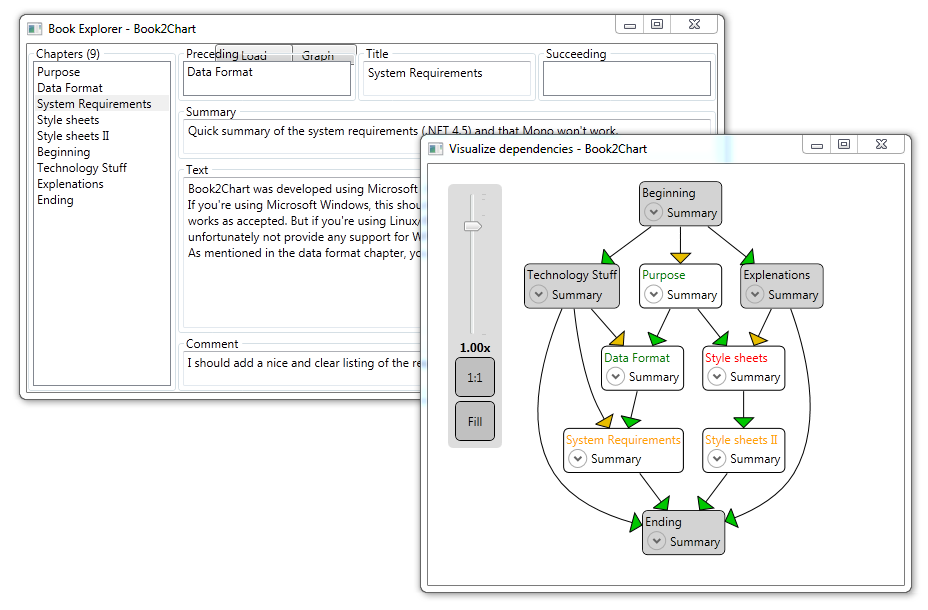 Book Explorer - Book2Chart
Chapters (9)
Purpose
Data Format
System Requirements
Style sheets
Style sheets II
Beginning
Technology Stuff
Explenations
Ending
Load
Graph
Preceding
Data Format
Title
System Requirements
Succeeding
Summary
Quick summary of the system requirements (.NET 4.5) and that Mono won't work.
Text
Book2Chart was developed using Microsoft
If you're using Microsoft Windows, this shou
works as accepted. But if you're using Linux/
unfortunately not provide any support for W
As mentioned in the data format chapter, yo
Comment
I should add a nice and clear listing of the re
Visualize dependencies - Book2Chart
1.00x
1:1
Fill
Beginning
Summary
Technology Stuff
Summary
Purpose
Summary
Explenations
Summary
Data Format
Summary
Style sheets
Summary
System Requirements
Summary
Style sheets II
Summary
Ending
Summary